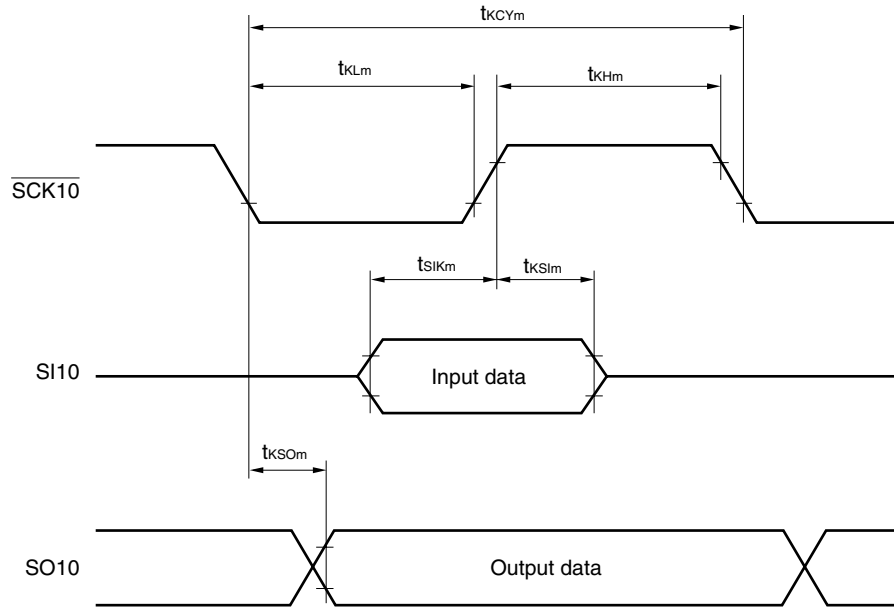 tKCYm
tKLm
tKHm
SCK10
tSIKm
tKSIm
SI10
Input data
tKSOm
SO10
Output data